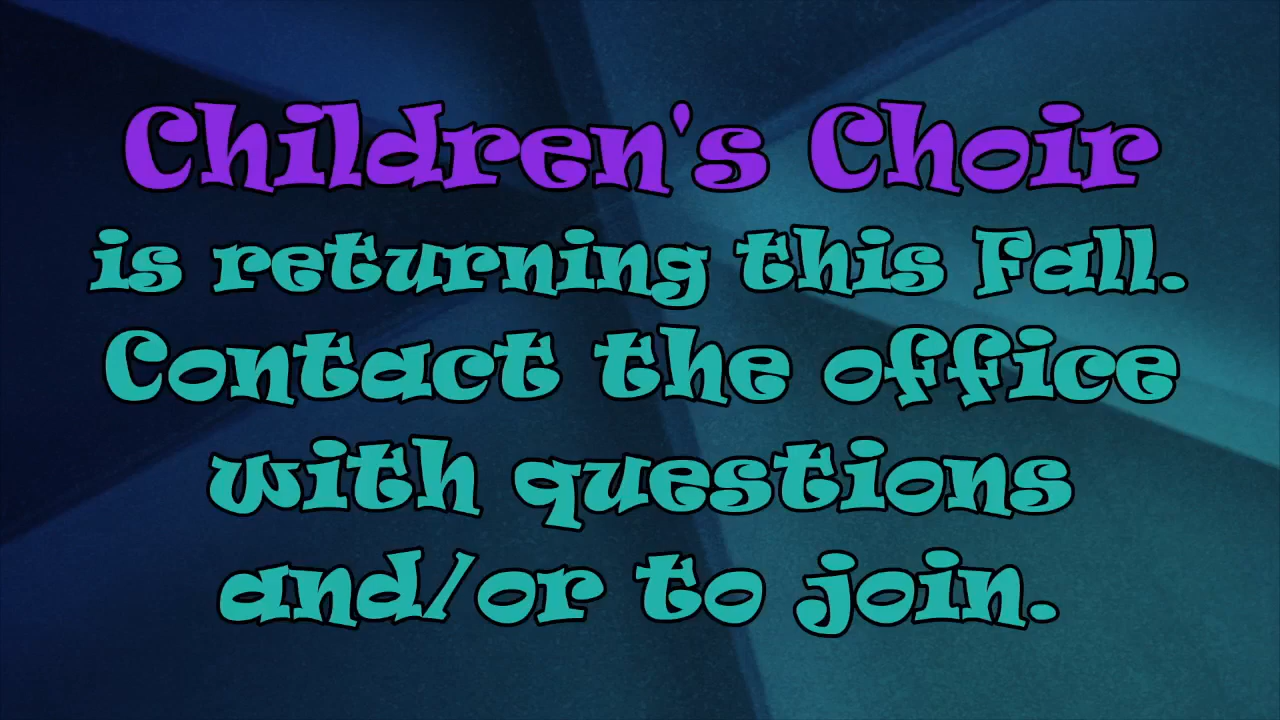 Children's Choir
is returning this Fall.
Contact the office
with questions
and/or to join.